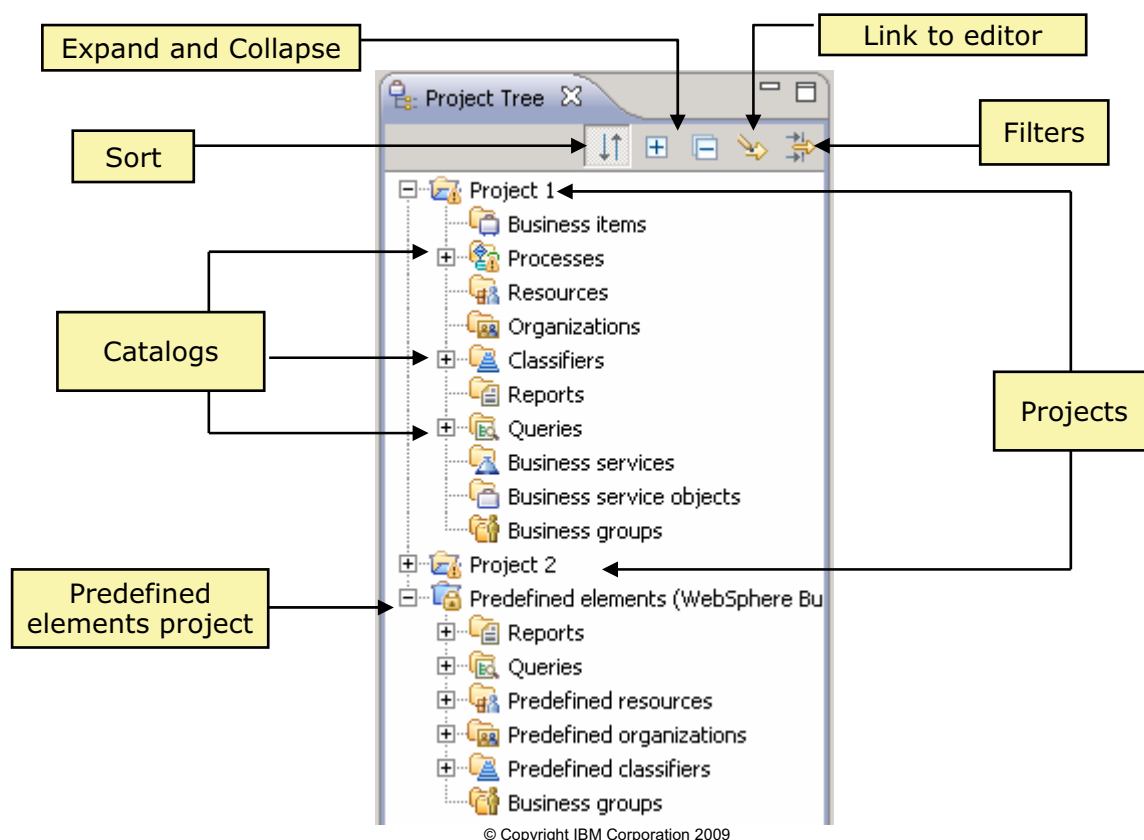 Expand and Collapse
Link to editor
Project Tree
Sort
Filters
Project 1
Business items
Processes
Resources
Organizations
Catalogs
Classifiers
Reports
Projects
Queries
Business services
Business service objects
Business groups
Project 2
Predefined
elements project
Predefined elements (WebSphere Bu
Reports
Queries
Predefined resources
Predefined organizations
Predefined classifiers
Business groups
© Copyright IBM Corporation 2009